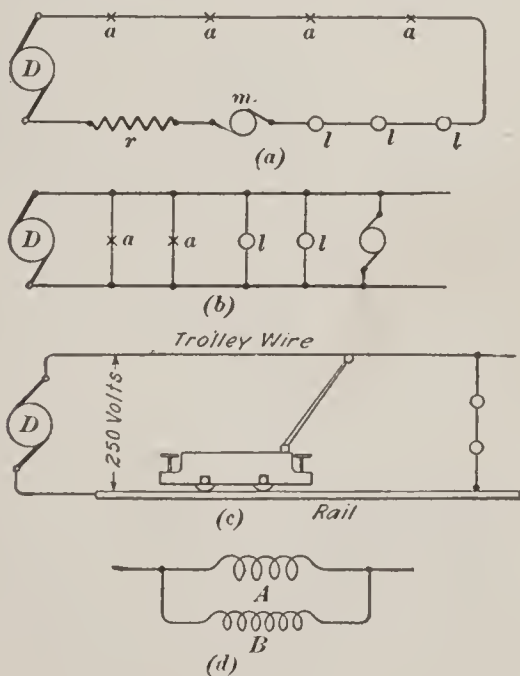 a a a a
D
m.
r l l l
(a)
D a a l l
(b)
Trolley Wire
D
250 Volts
(c) Rail
A
B
(d)